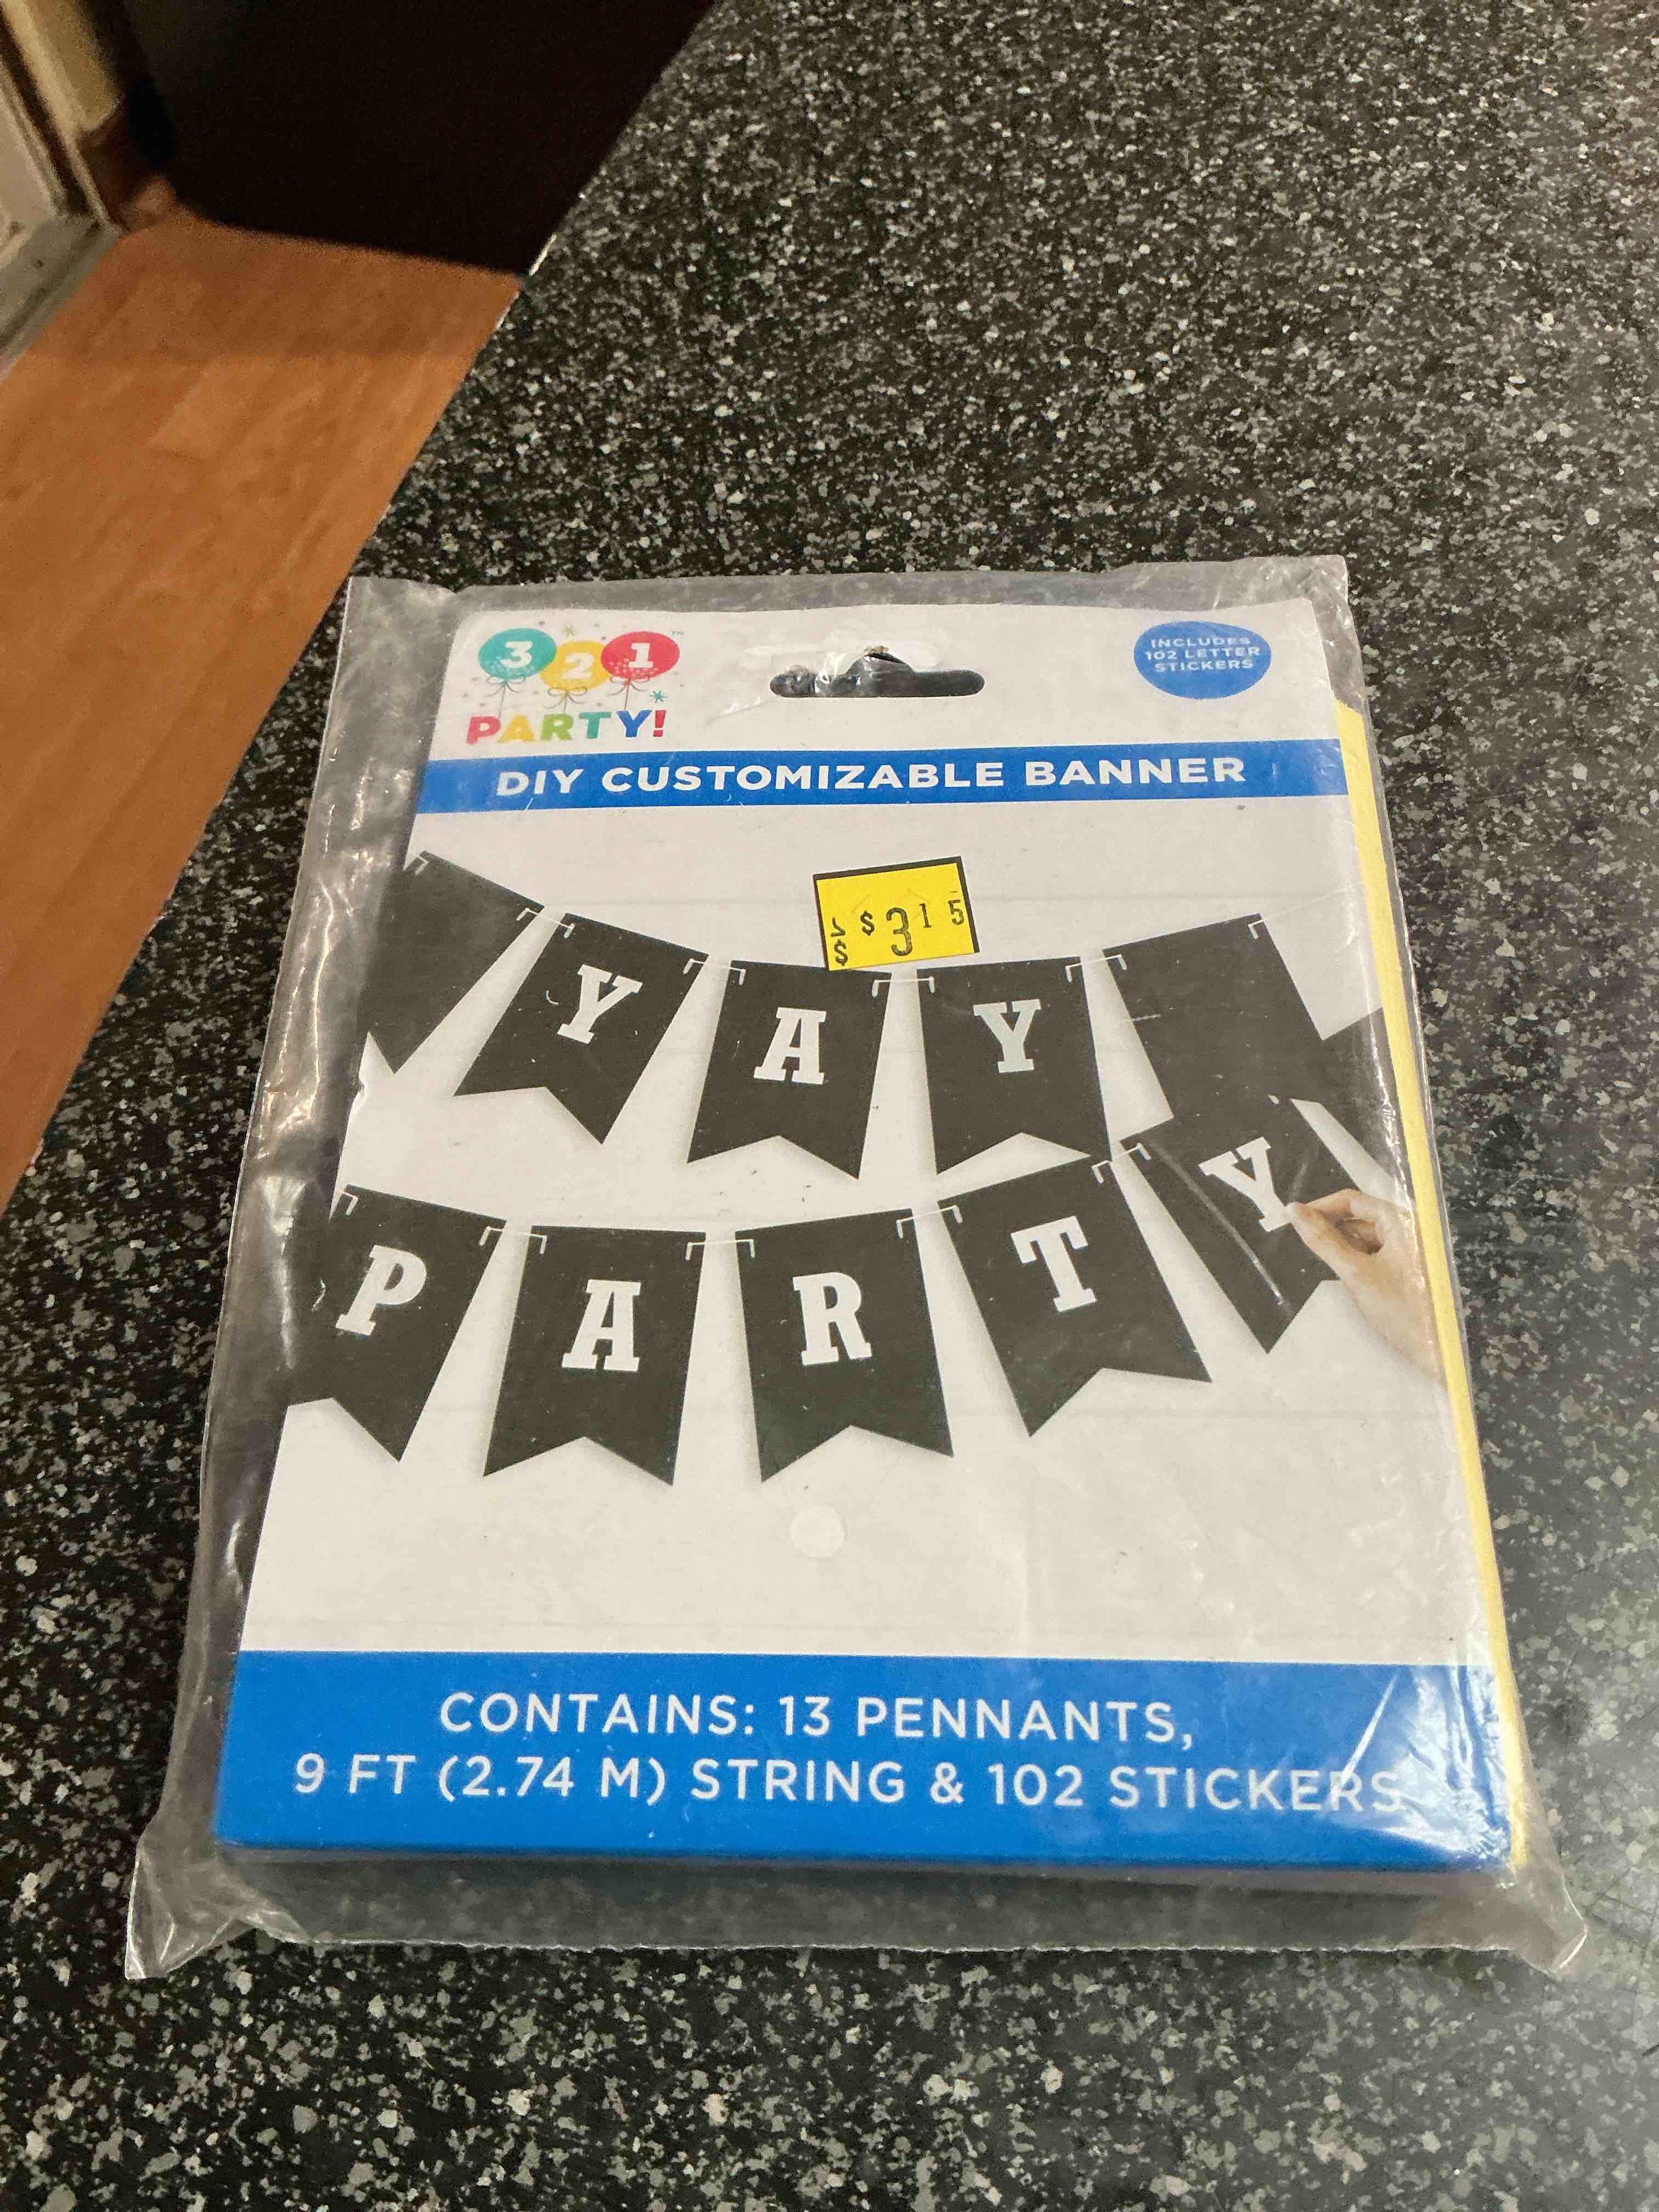 3 2 1™
PARTY!
INCLUDES
102 LETTER
STICKERS
DIY CUSTOMIZABLE BANNER
$ $3 15
YAY
PARTY
CONTAINS: 13 PENNANTS,
9 FT (2.74 M) STRING & 102 STICKERS